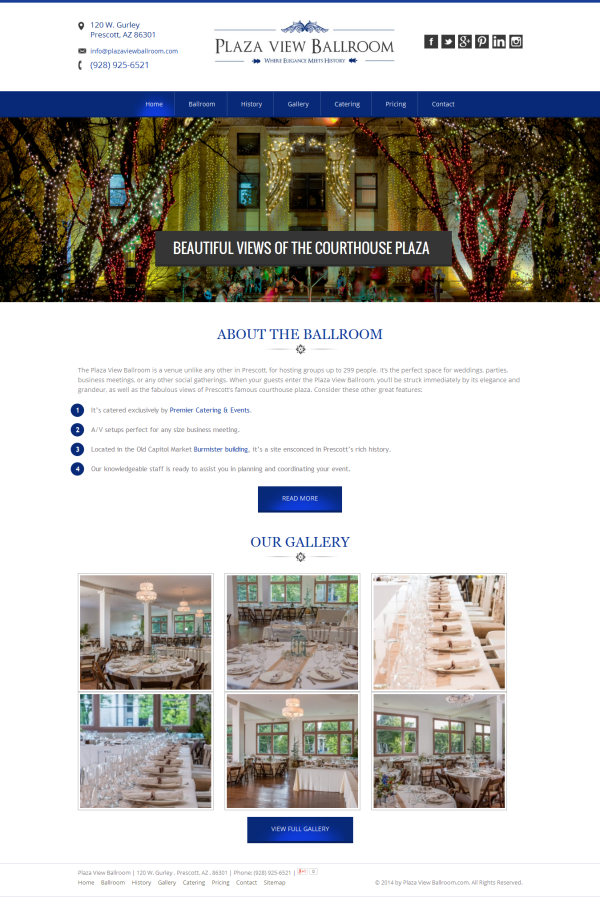 120 W. Gurley
Prescott, AZ 86301
info@plazaviewballroom.com
(928) 925-6521
Plaza View Ballroom
Where Elegance Meets History
Home Ballroom History Gallery Catering Pricing Contact
BEAUTIFUL VIEWS OF THE COURTHOUSE PLAZA
ABOUT THE BALLROOM
The Plaza View Ballroom is a venue unlike any other in Prescott, for hosting groups up to 299 people. It's the perfect space for weddings, parties,
business meetings, or any other social gatherings. When your guests enter the Plaza View Ballroom, you'll be struck immediately by its elegance and
grandeur, as well as the fabulous views of Prescott's famous courthouse plaza. Consider these other great features:
1 It's catered exclusively by Premier Catering & Events.
2 A/V setups perfect for any size business meeting.
3 Located in the Old Capitol Market Burmister building, it's a site ensconced in Prescott's rich history.
4 Our knowledgeable staff is ready to assist you in planning and coordinating your event.
READ MORE
OUR GALLERY
VIEW FULL GALLERY
Plaza View Ballroom | 120 W. Gurley . Prescott, AZ . 86301 | Phone: (928) 925-6521 |
Home Ballroom History Gallery Catering Pricing Contact Sitemap
© 2014 by Plaza View Ballroom.com. All Rights Reserved.